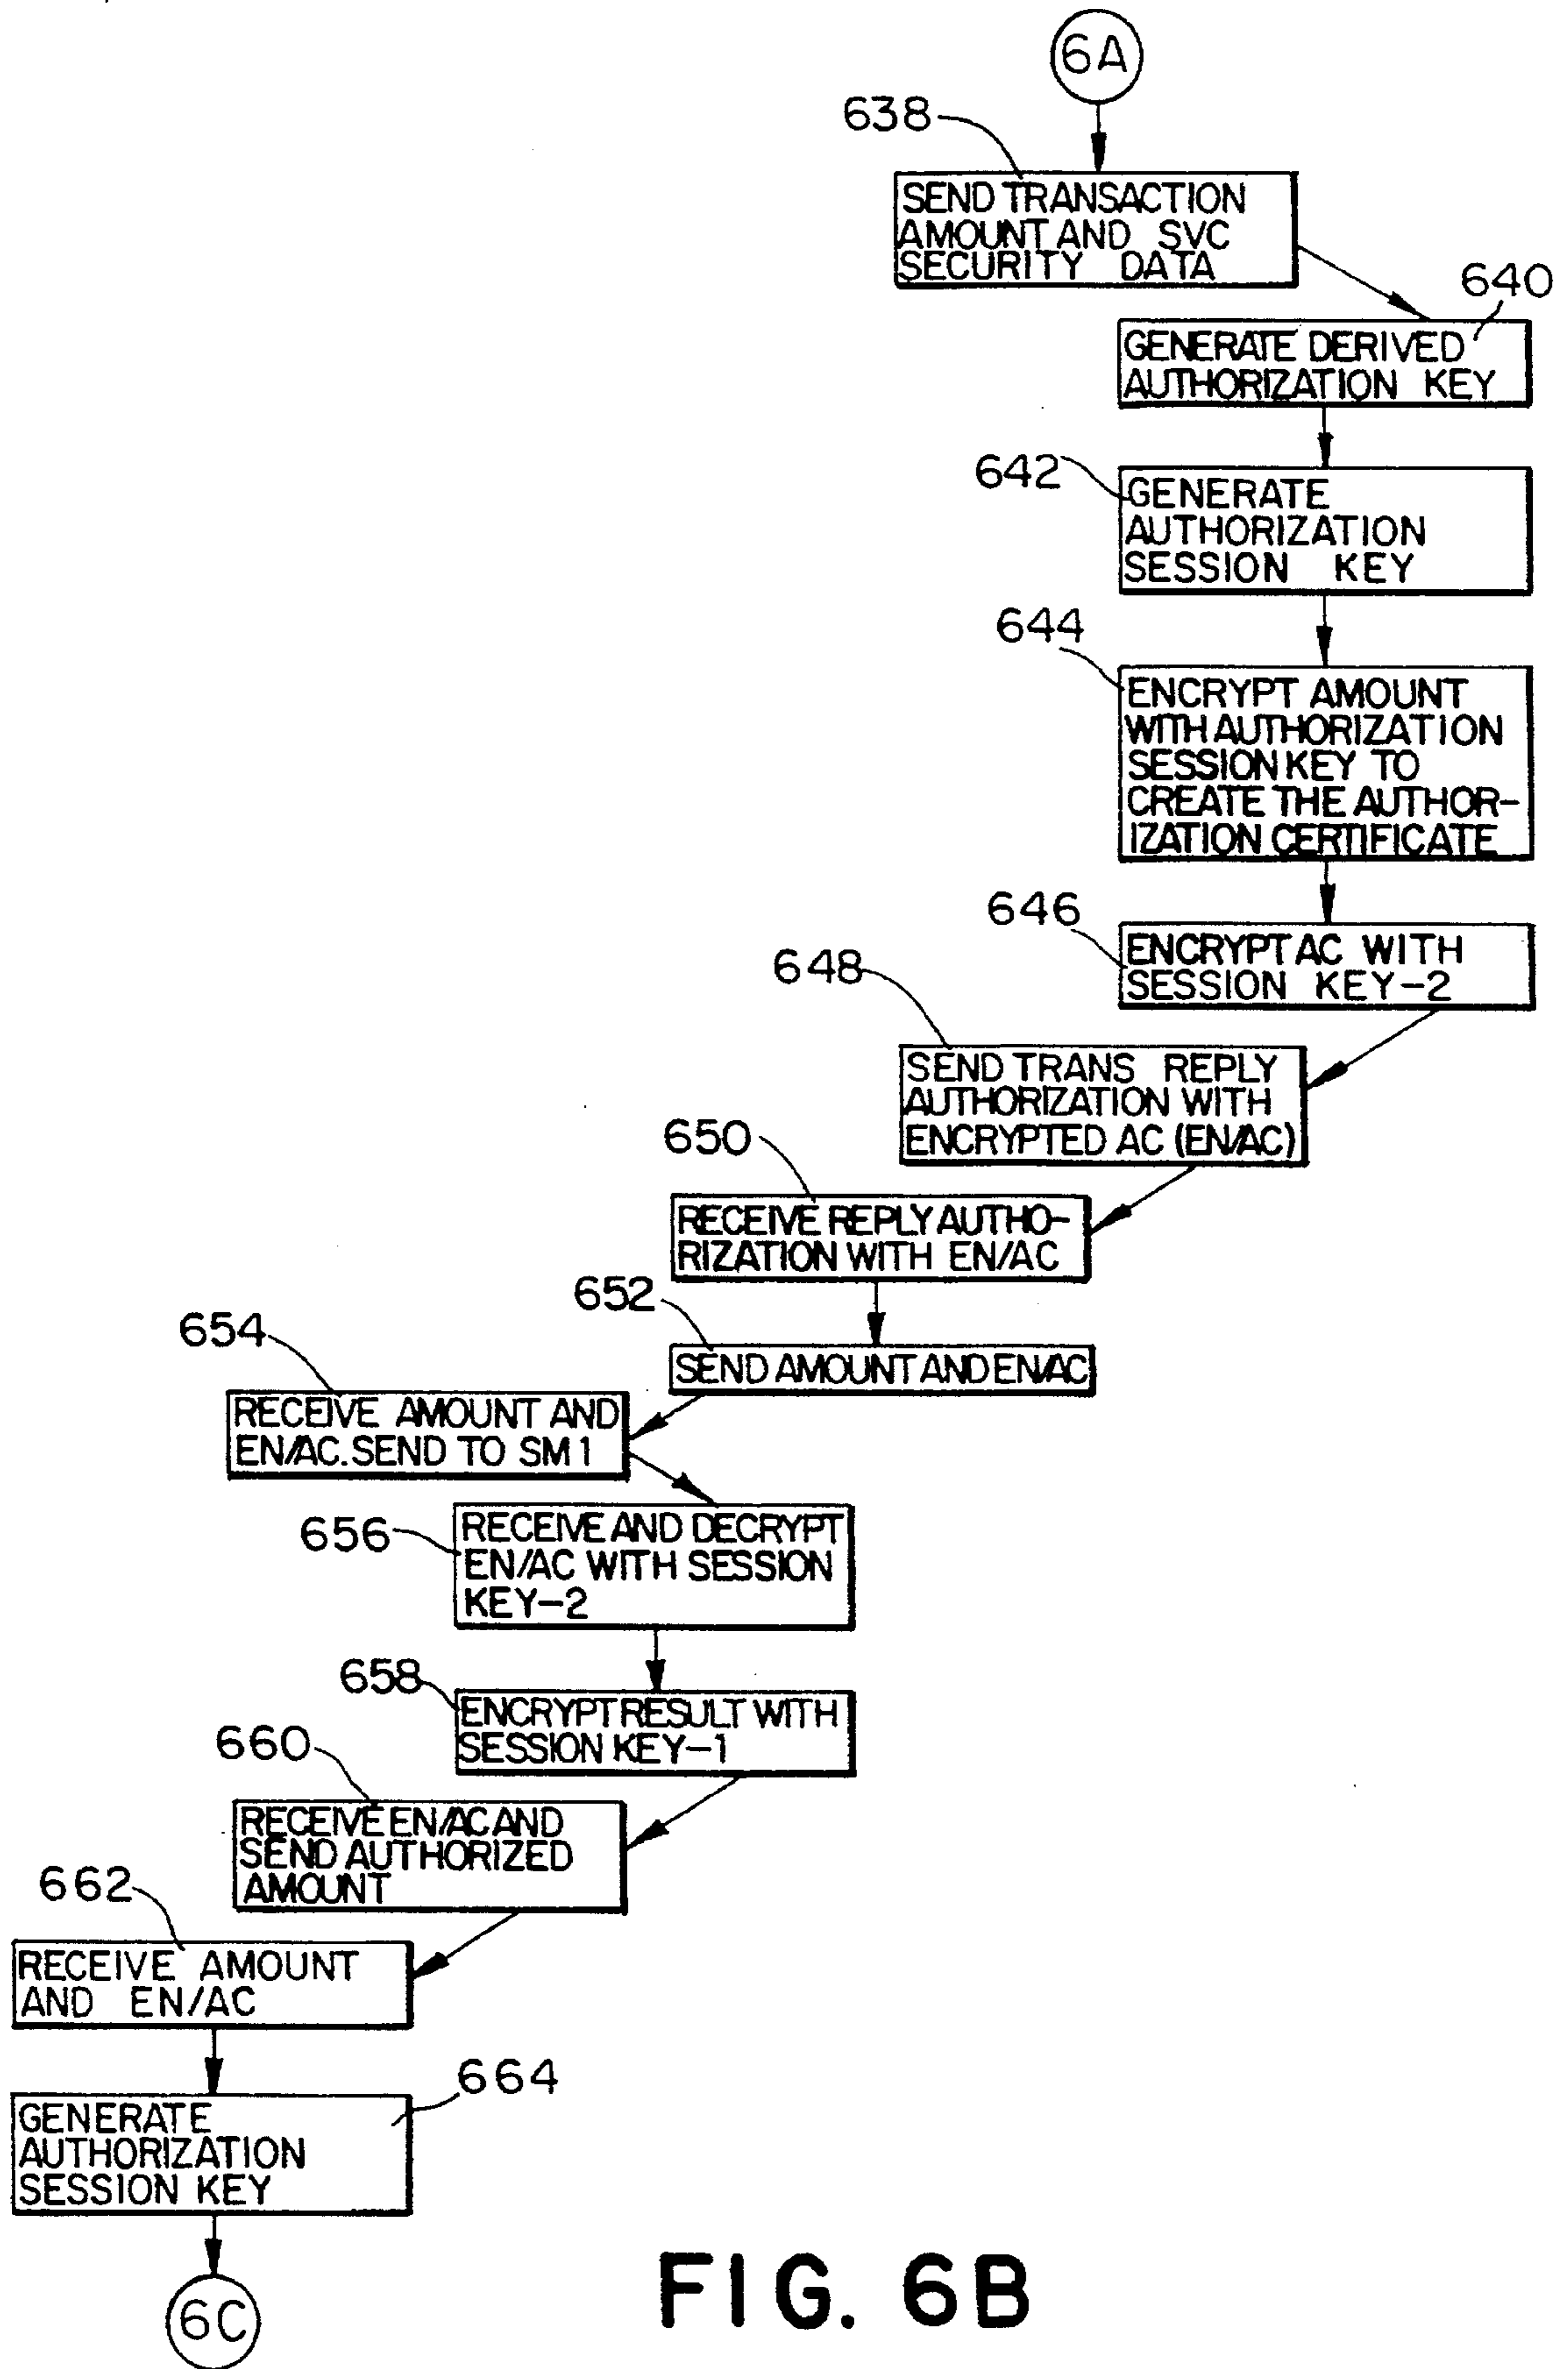 6A
638
SEND TRANSACTION
AMOUNT AND SVC
SECURITY DATA
640
GENERATE DERIVED
AUTHORIZATION KEY
642
GENERATE
AUTHORIZATION
SESSION KEY
644
ENCRYPT AMOUNT
WITH AUTHORIZATION
SESSION KEY TO
CREATE THE AUTHOR-
IZATION CERTIFICATE
646
ENCRYPT AC WITH
SESSION KEY-2
648
SEND TRANS REPLY
AUTHORIZATION WITH
ENCRYPTED AC (EN/AC)
650
RECEIVE REPLY AUTHO-
RIZATION WITH EN/AC
652
SEND AMOUNT AND EN/AC
654
RECEIVE AMOUNT AND
EN/AC. SEND TO SM1
656
RECEIVE AND DECRYPT
EN/AC WITH SESSION
KEY-2
658
ENCRYPT RESULT WITH
SESSION KEY-1
660
RECEIVE EN/AC AND
SEND AUTHORIZED
AMOUNT
662
RECEIVE AMOUNT
AND EN/AC
664
GENERATE
AUTHORIZATION
SESSION KEY
6C
FIG. 6B